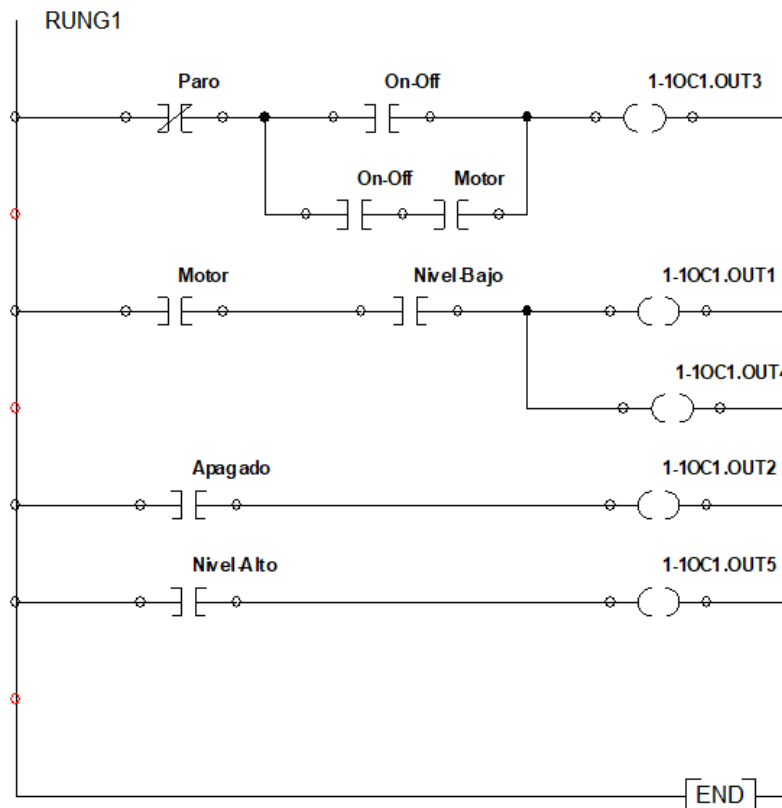 RUNG1
Paro On-Off 1-1OC1.OUT3
On-Off Motor
Motor Nivel-Bajo 1-1OC1.OUT1
1-1OC1.OUT4
Apagado 1-1OC1.OUT2
Nivel-Alto 1-1OC1.OUT5
END